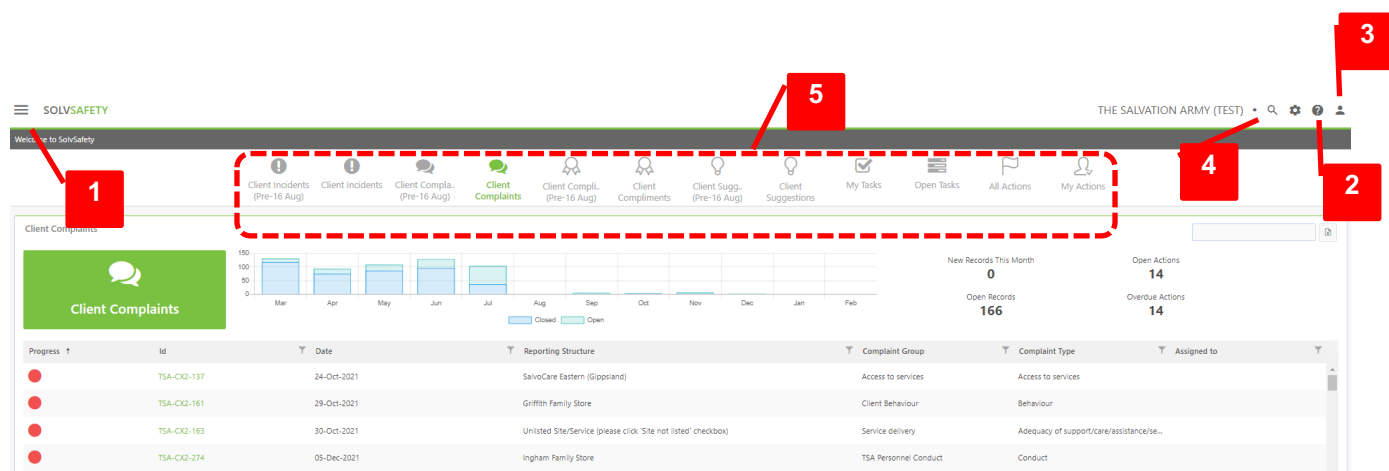 3
5
SOLVSAFETY
THE SALVATION ARMY (TEST)
Welcome to SolvSafety
4
2
1
Client Incidents (Pre-16 Aug)
Client Incidents
Client Compla.. (Pre-16 Aug)
Client Complaints
Client Compli.. (Pre-16 Aug)
Client Compliments
Client Sugg.. (Pre-16 Aug)
Client Suggestions
My Tasks
Open Tasks
All Actions
My Actions
Client Complaints
Client Complaints
150
100
50
0
Mar Apr May Jun Jul Aug Sep Oct Nov Dec Jan Feb
Closed Open
New Records This Month
0
Open Actions
14
Open Records
166
Overdue Actions
14
Progress ↑ Id Date Reporting Structure Complaint Group Complaint Type Assigned to
TSA-CX2-137 24-Oct-2021 SalvoCare Eastern (Gippsland) Access to services Access to services
TSA-CX2-161 29-Oct-2021 Griffith Family Store Client Behaviour Behaviour
TSA-CX2-163 30-Oct-2021 Unlisted Site/Service (please click 'Site not listed' checkbox) Service delivery Adequacy of support/care/assistance/se...
TSA-CX2-274 05-Dec-2021 Ingham Family Store TSA Personnel Conduct Conduct